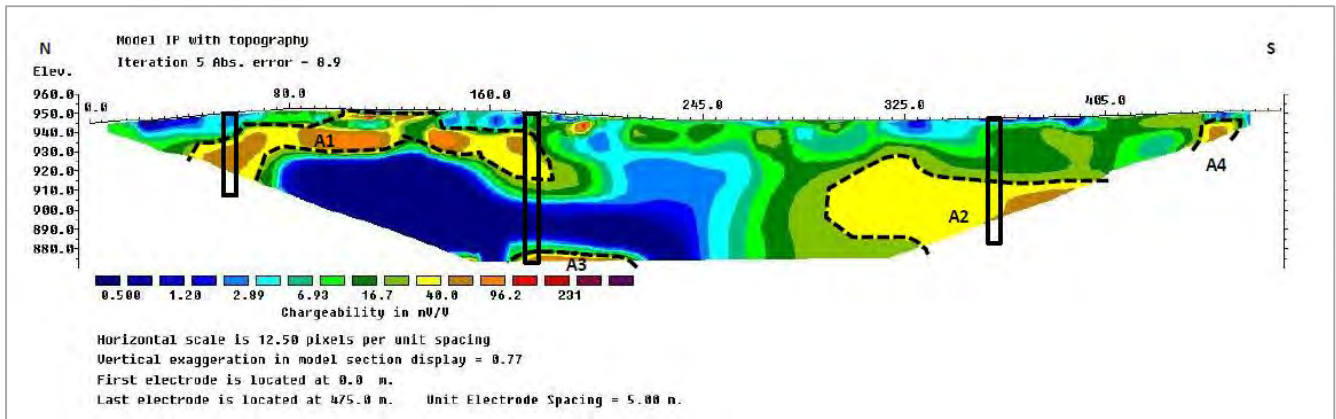 Model IP with topography
N
S
Iteration 5 Abs. error = 8.9
Elev.
960.0
950.0
940.0
930.0
920.0
910.0
900.0
890.0
880.0
0.0
80.0
160.0
245.0
325.0
405.0
A1
A2
A3
A4
0.500 1.20 2.89 6.93 16.7 40.0 96.2 231
Chargeability in mV/V
Horizontal scale is 12.50 pixels per unit spacing
Vertical exaggeration in model section display = 0.77
First electrode is located at 0.0 m.
Last electrode is located at 475.0 m. Unit Electrode Spacing = 5.00 m.